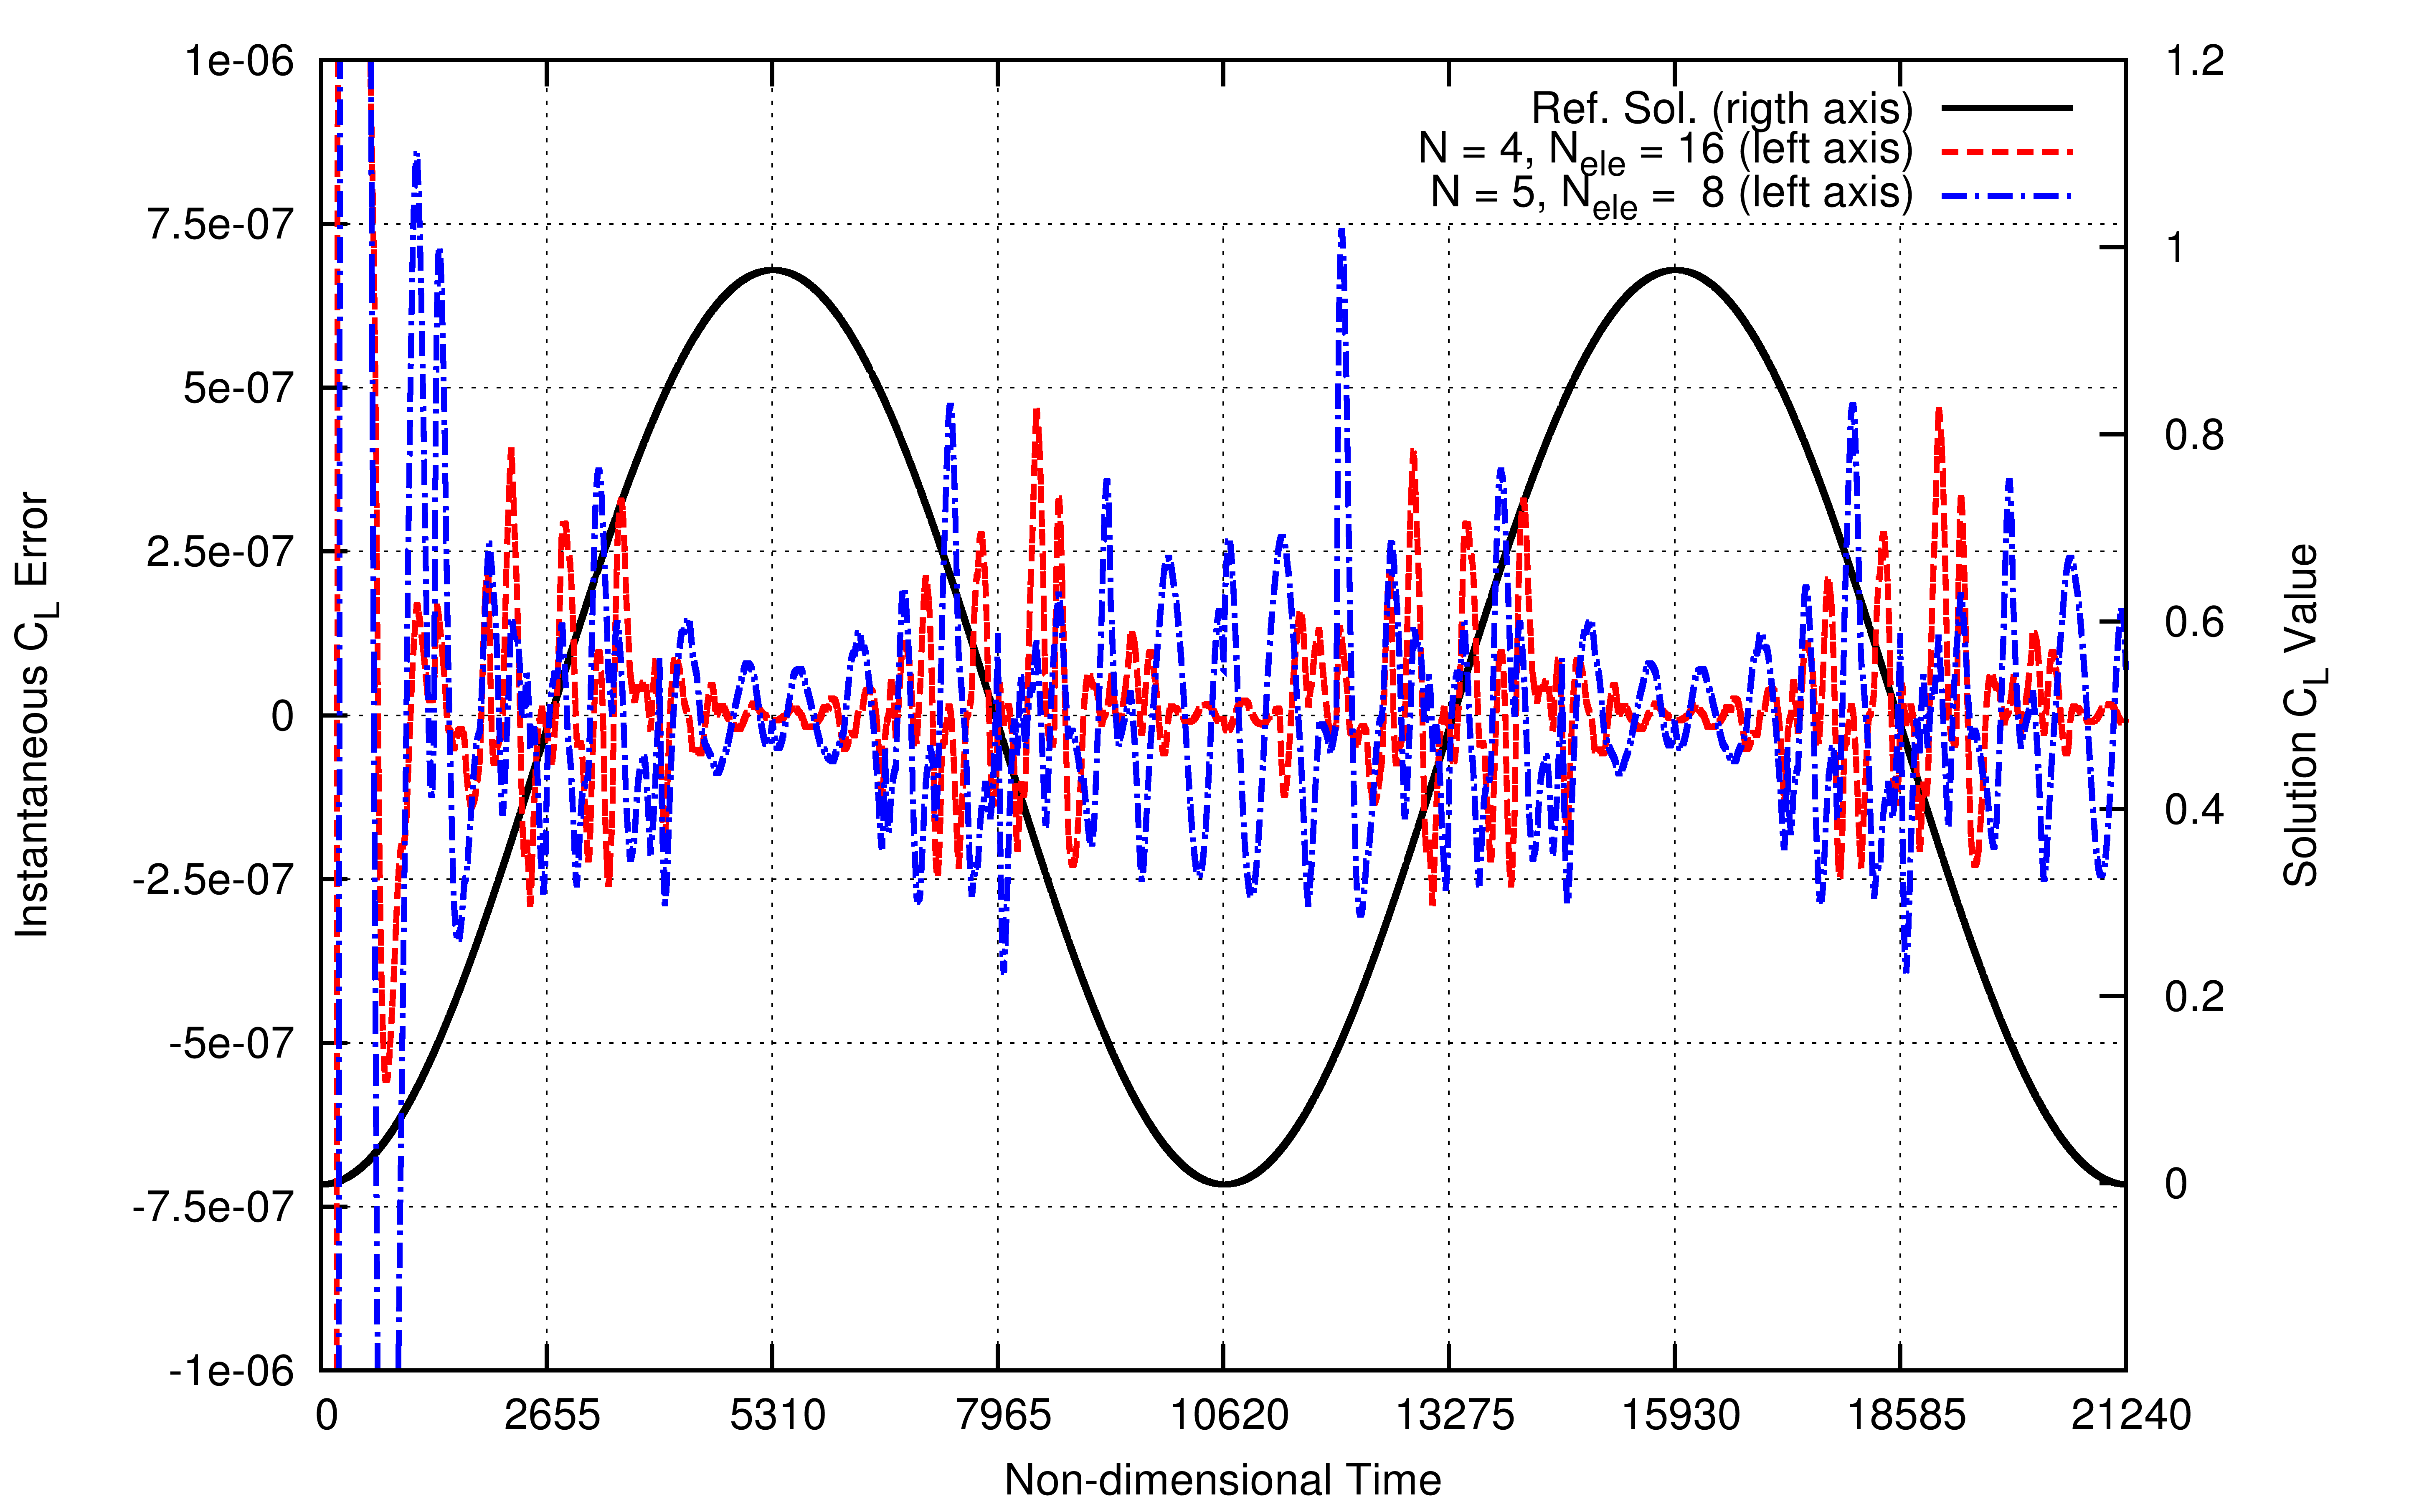 1e-06
7.5e-07
5e-07
2.5e-07
0
-2.5e-07
-5e-07
-7.5e-07
-1e-06
Instantaneous C_L Error
Ref. Sol. (rigth axis)
N = 4, N_ele = 16 (left axis)
N = 5, N_ele =  8 (left axis)
1.2
1
0.8
0.6
0.4
0.2
0
Solution C_L Value
0 2655 5310 7965 10620 13275 15930 18585 21240
Non-dimensional Time